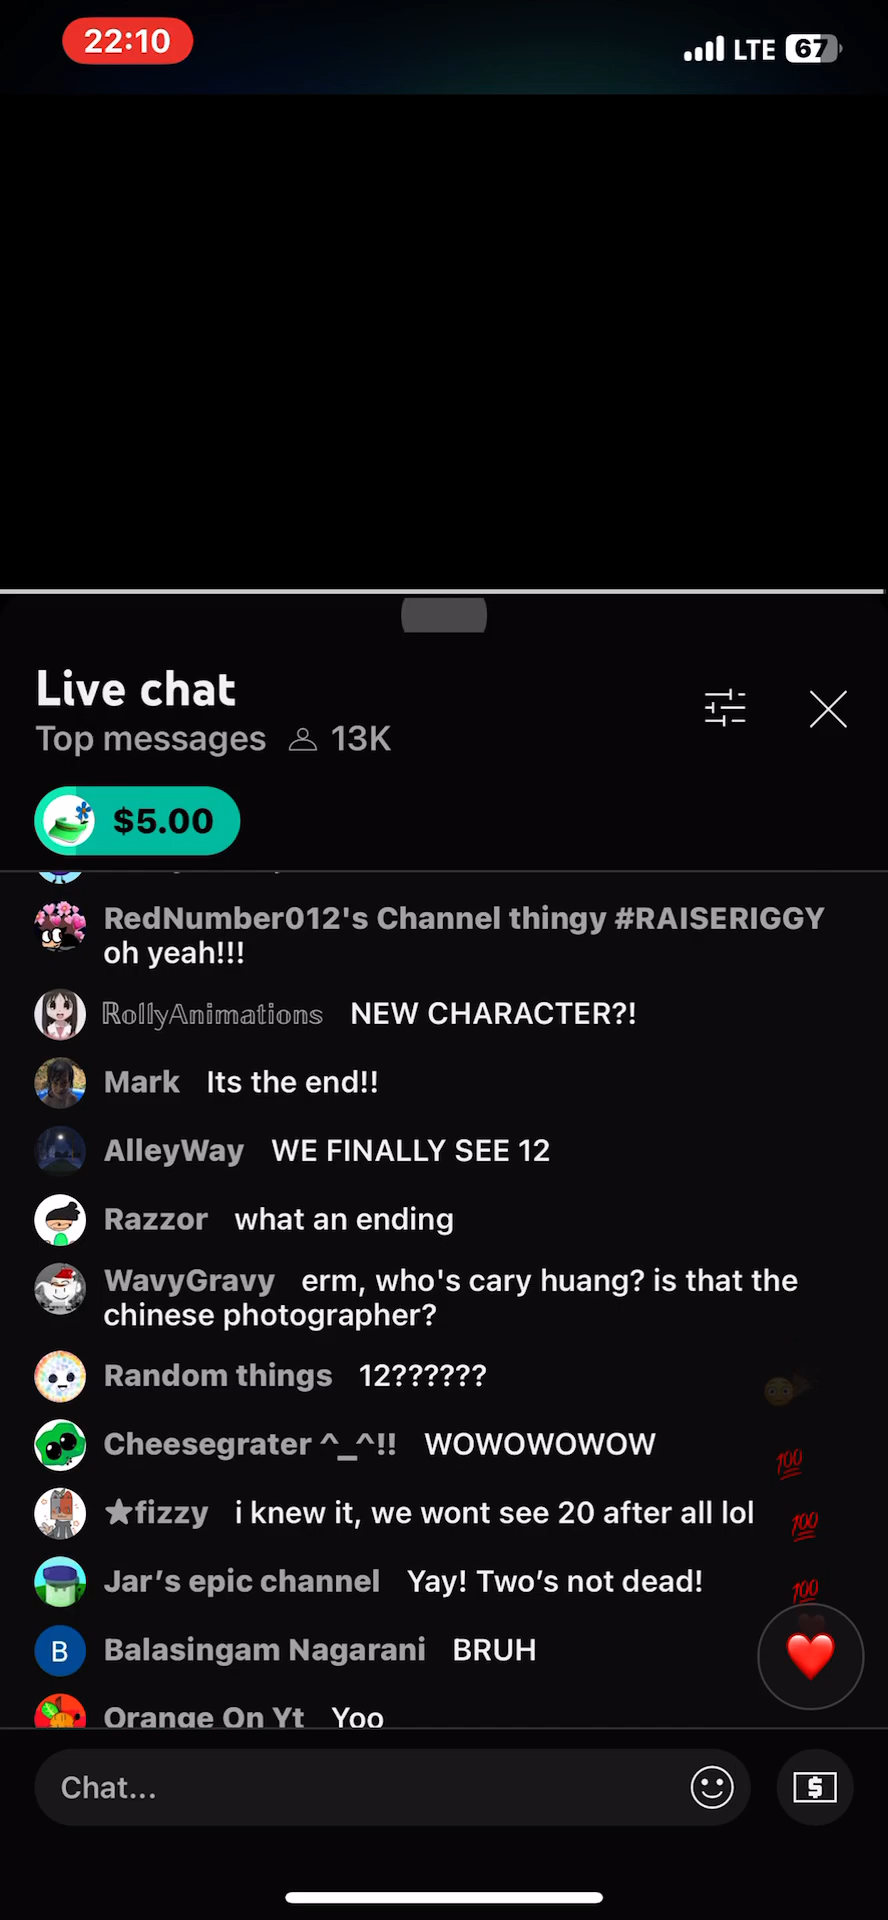 22:10
LTE 67
Live chat
Top messages 13K
$5.00
RedNumber012's Channel thingy #RAISERIGGY
oh yeah!!!
ℝ𝕠𝕝𝕝𝕪𝔸𝕟𝕚𝕞𝕒𝕥𝕚𝕠𝕟𝕤 NEW CHARACTER?!
Mark Its the end!!
AlleyWay WE FINALLY SEE 12
Razzor what an ending
WavyGravy erm, who's cary huang? is that the
chinese photographer?
Random things 12??????
Cheesegrater ^_^!! WOWOWOWOW
100
★fizzy i knew it, we wont see 20 after all lol
100
Jar’s epic channel Yay! Two’s not dead!
100
B Balasingam Nagarani BRUH
Orange On Yt Yoo
Chat...
$